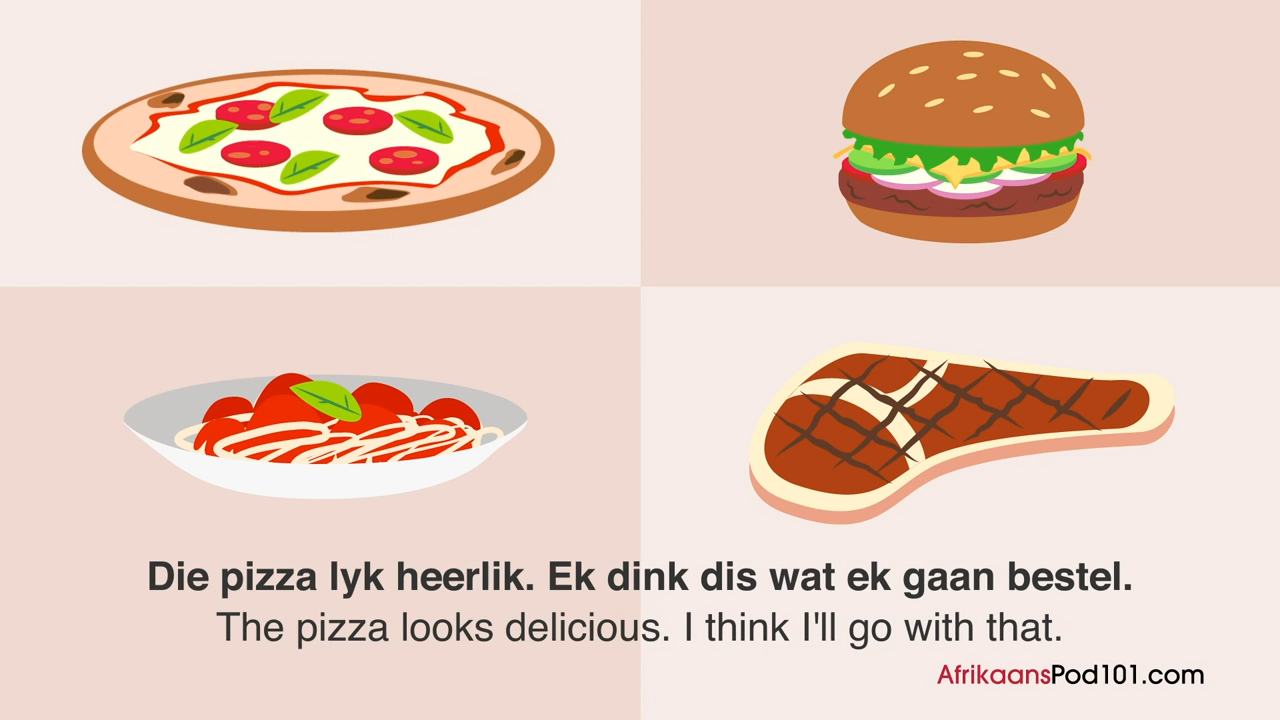 Die pizza lyk heerlik. Ek dink dis wat ek gaan bestel.
The pizza looks delicious. I think I'll go with that.
AfrikaansPod101.com